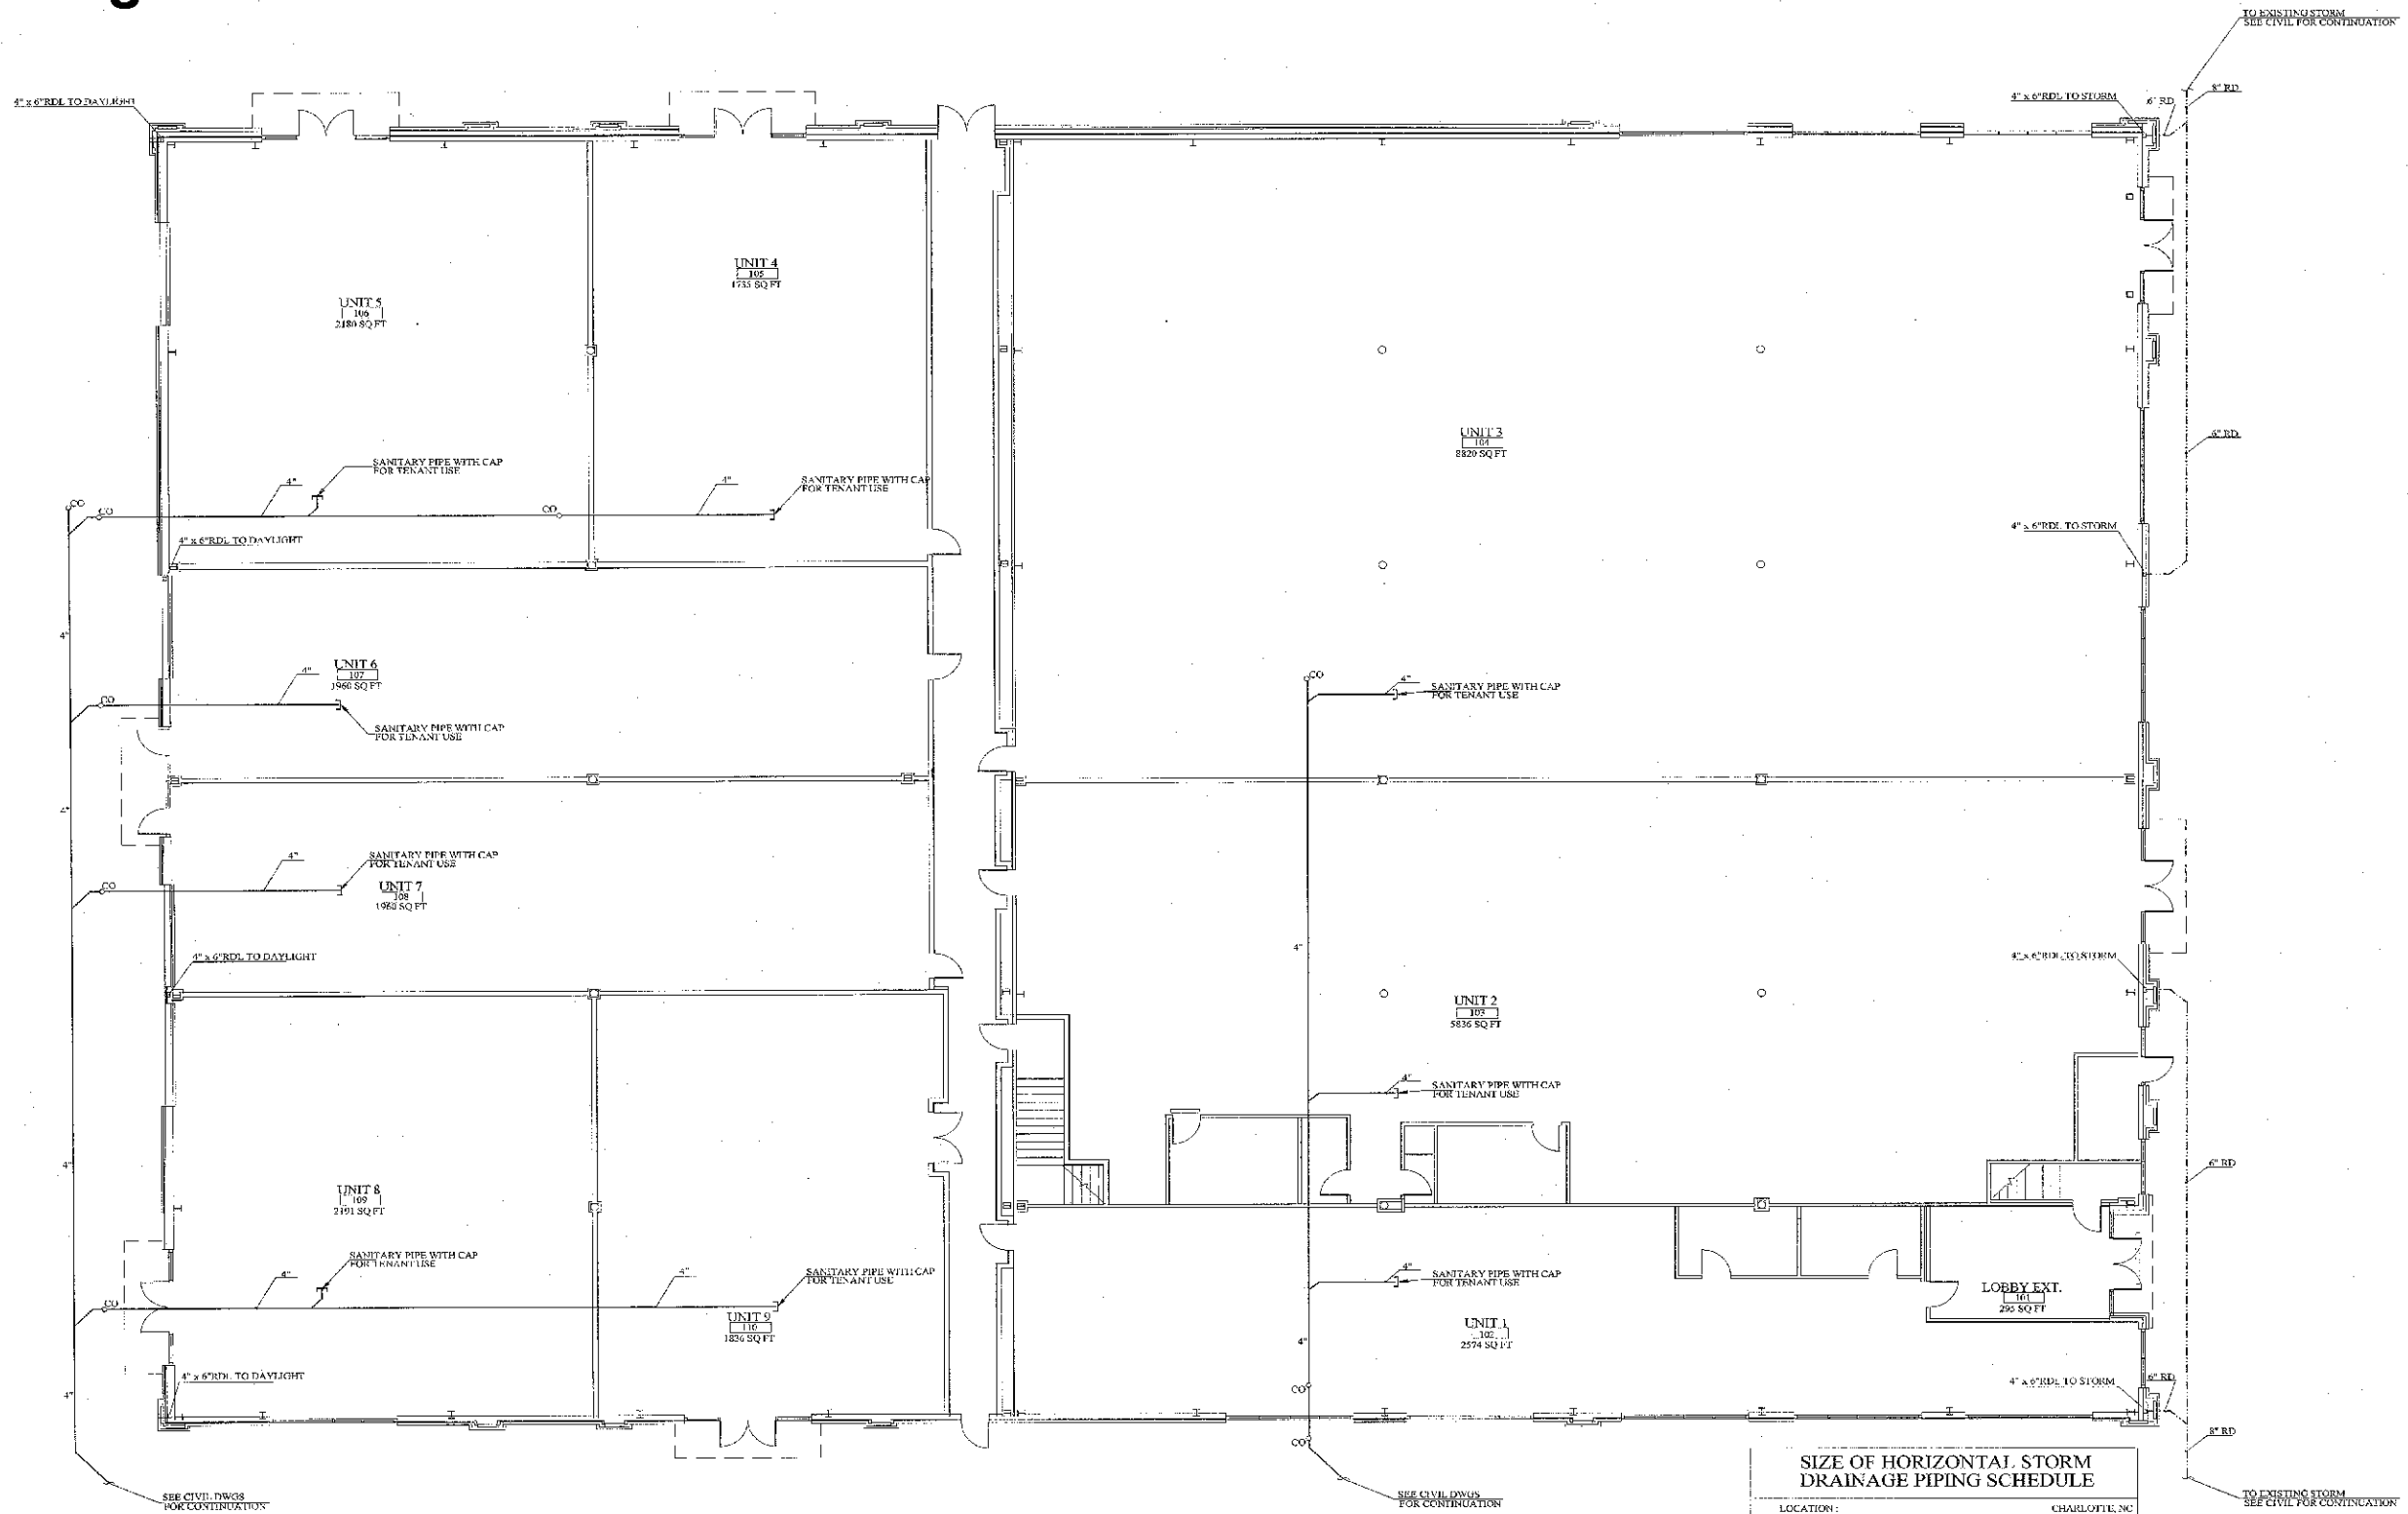 TO EXISTING STORM
SEE CIVIL FOR CONTINUATION
4" x 6"RDL TO DAYLIGHT
4" x 6"RDL TO STORM
6" RD
8" RD
UNIT 4
105
1735 SQ FT
UNIT 5
106
2180 SQ FT
UNIT 3
104
8820 SQ FT
6" RD
SANITARY PIPE WITH CAP
FOR TENANT USE
4"
SANITARY PIPE WITH CAP
FOR TENANT USE
4"
CO
CO
CO
4" x 6"RDL TO STORM
4" x 6"RDL TO DAYLIGHT
4"
UNIT 6
107
1960 SQ FT
4"
CO
SANITARY PIPE WITH CAP
FOR TENANT USE
CO
4"
SANITARY PIPE WITH CAP
FOR TENANT USE
4"
4"
SANITARY PIPE WITH CAP
FOR TENANT USE
CO
UNIT 7
108
1960 SQ FT
4"
4" x 6"RDL TO DAYLIGHT
4" x 6"RDL TO STORM
UNIT 2
103
5836 SQ FT
4"
SANITARY PIPE WITH CAP
FOR TENANT USE
4"
6" RD
UNIT 8
109
2191 SQ FT
SANITARY PIPE WITH CAP
FOR TENANT USE
4"
CO
4"
SANITARY PIPE WITH CAP
FOR TENANT USE
4"
SANITARY PIPE WITH CAP
FOR TENANT USE
LOBBY EXT.
101
295 SQ FT
UNIT 9
110
1836 SQ FT
UNIT 1
102
2574 SQ FT
4"
4" x 6"RDL TO DAYLIGHT
4"
CO
4" x 6"RDL TO STORM
6" RD
CO
8" RD
SIZE OF HORIZONTAL STORM
DRAINAGE PIPING SCHEDULE
LOCATION :
CHARLOTTE, NC
SEE CIVIL DWGS
FOR CONTINUATION
SEE CIVIL DWGS
FOR CONTINUATION
TO EXISTING STORM
SEE CIVIL FOR CONTINUATION